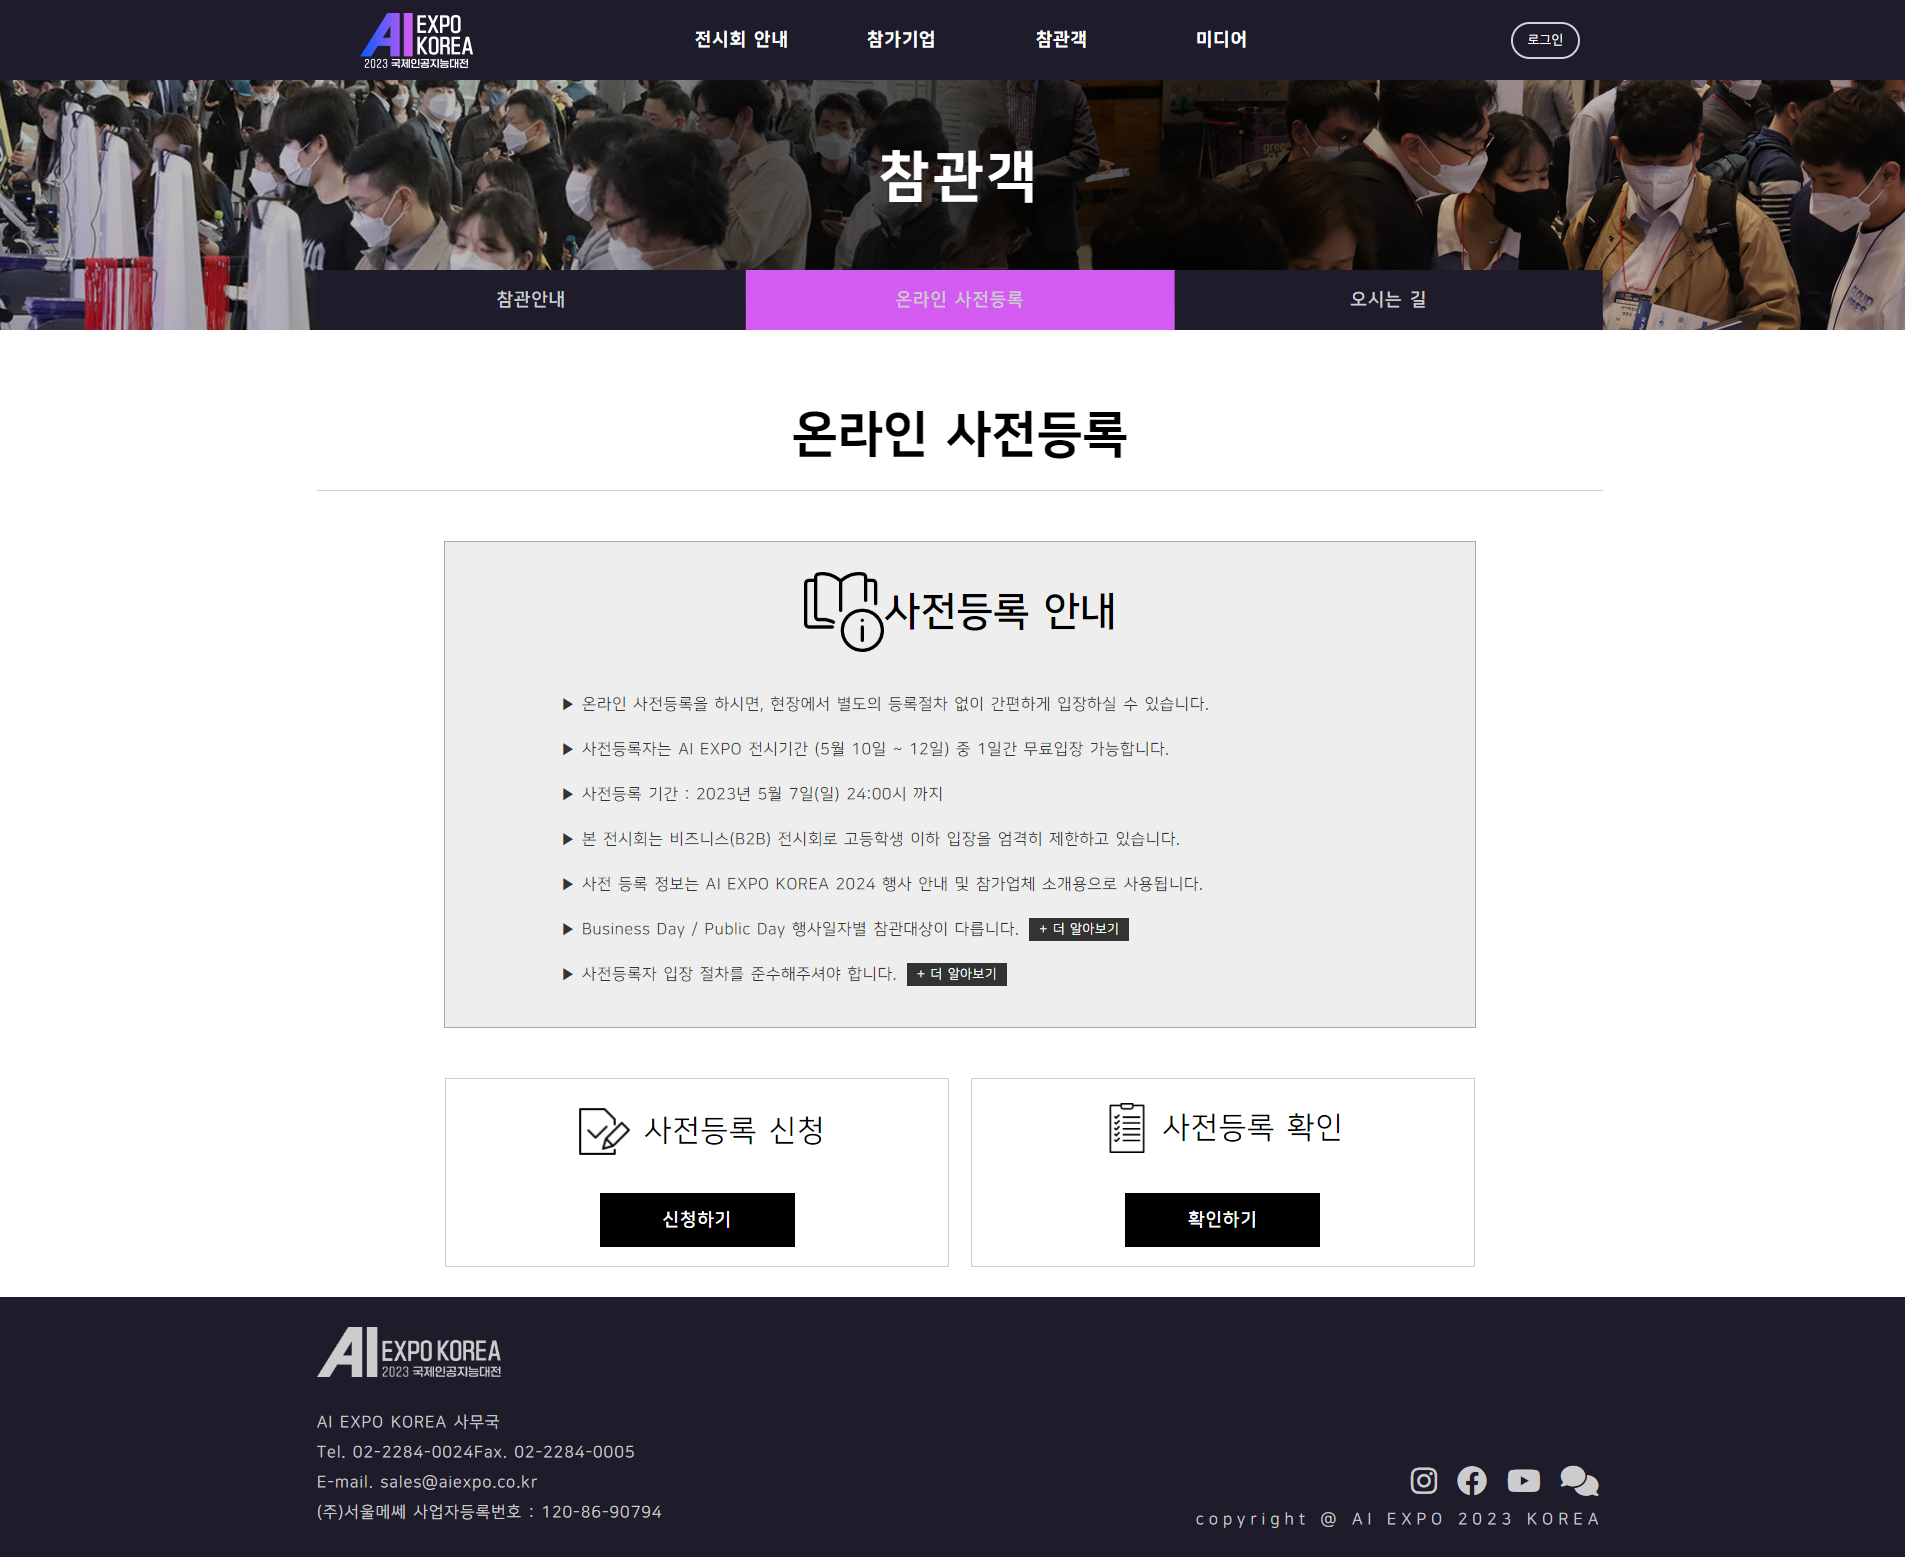 AI EXPO KOREA
2023 국제인공지능대전
전시회 안내
참가기업
참관객
미디어
로그인
참관객
참관안내
온라인 사전등록
오시는 길
온라인 사전등록
사전등록 안내
▶ 온라인 사전등록을 하시면, 현장에서 별도의 등록절차 없이 간편하게 입장하실 수 있습니다.
▶ 사전등록자는 AI EXPO 전시기간 (5월 10일 ~ 12일) 중 1일간 무료입장 가능합니다.
▶ 사전등록 기간 : 2023년 5월 7일(일) 24:00시 까지
▶ 본 전시회는 비즈니스(B2B) 전시회로 고등학생 이하 입장을 엄격히 제한하고 있습니다.
▶ 사전 등록 정보는 AI EXPO KOREA 2024 행사 안내 및 참가업체 소개용으로 사용됩니다.
▶ Business Day / Public Day 행사일자별 참관대상이 다릅니다. + 더 알아보기
▶ 사전등록자 입장 절차를 준수해주셔야 합니다. + 더 알아보기
사전등록 신청
신청하기
사전등록 확인
확인하기
AI EXPO KOREA
2023 국제인공지능대전
AI EXPO KOREA 사무국
Tel. 02-2284-0024Fax. 02-2284-0005
E-mail. sales@aiexpo.co.kr
(주)서울메쎄 사업자등록번호 : 120-86-90794
copyright @ AI EXPO 2023 KOREA